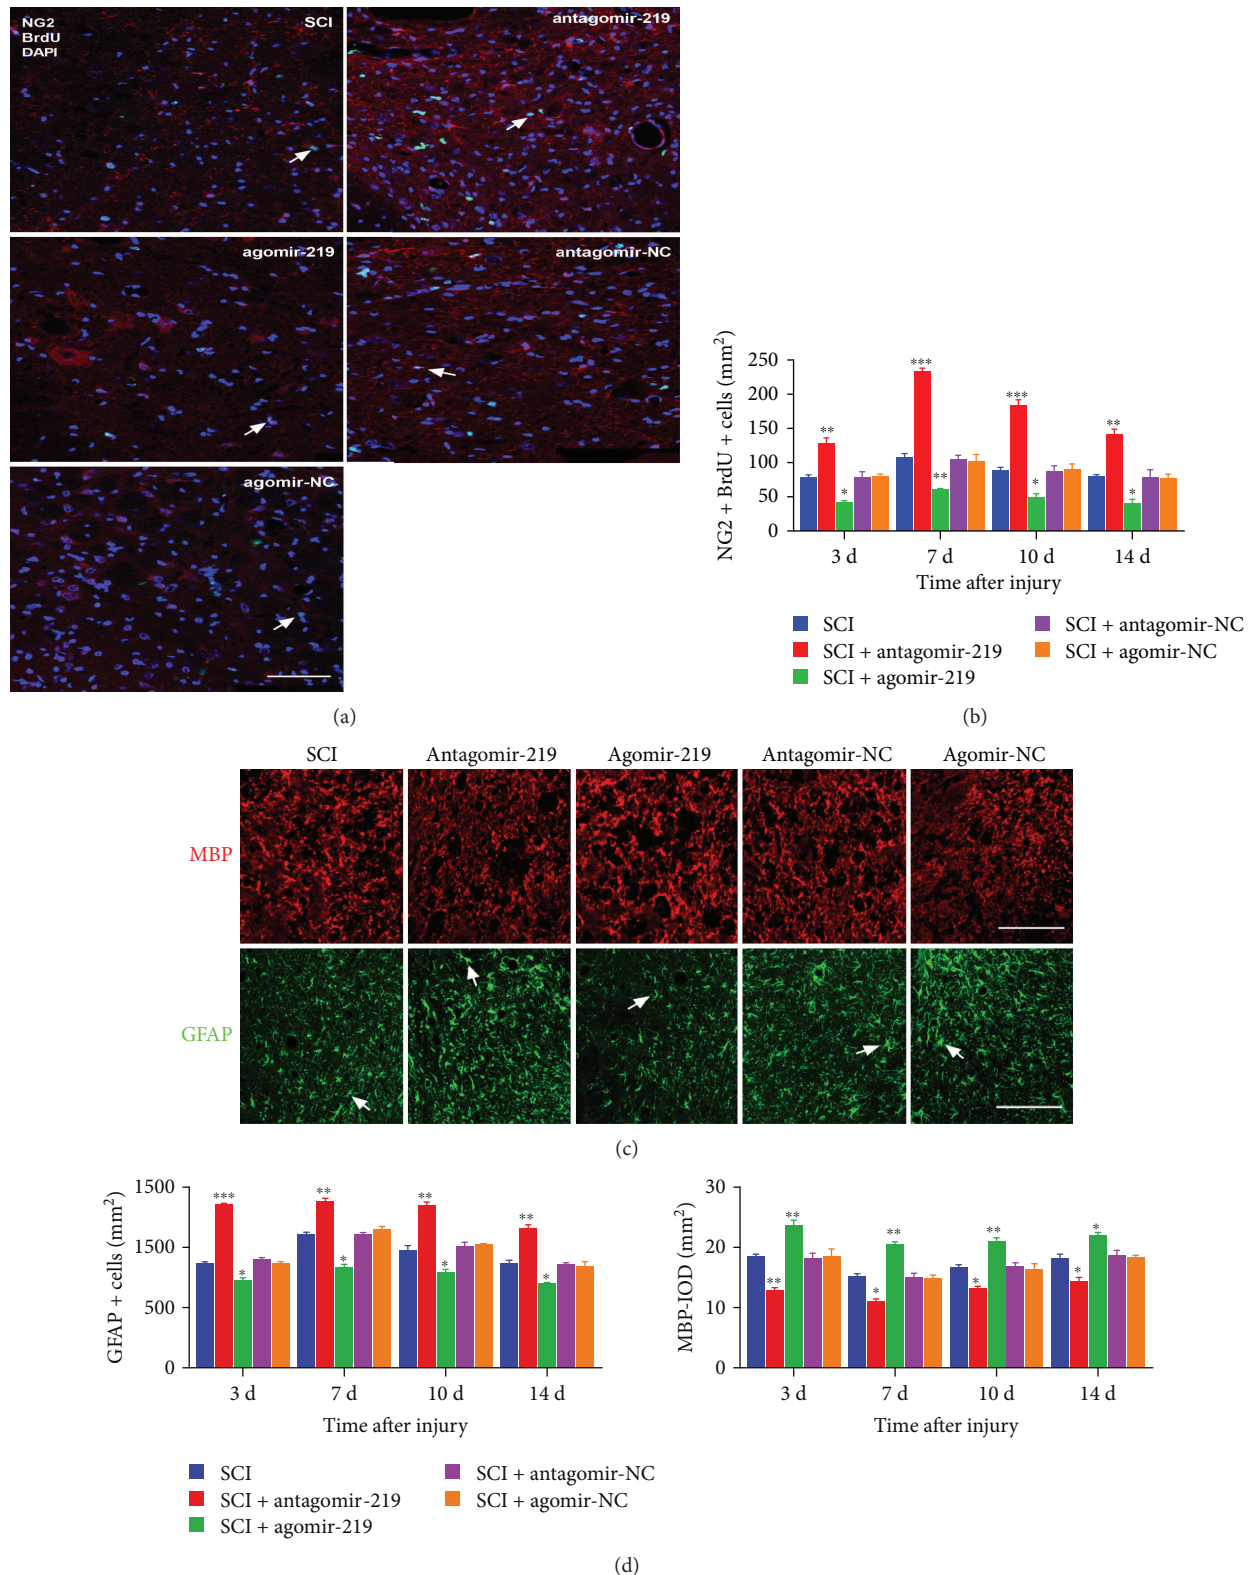 NG2
BrdU
DAPI
SCI
antagomir-219
agomir-219
antagomir-NC
agomir-NC
(a)
NG2 + BrdU + cells (mm²)
250
200
150
100
50
0
** * *** ** *** * ** *
3 d 7 d 10 d 14 d
Time after injury
SCI
SCI + antagomir-219
SCI + agomir-219
SCI + antagomir-NC
SCI + agomir-NC
(b)
SCI Antagomir-219 Agomir-219 Antagomir-NC Agomir-NC
MBP
GFAP
(c)
GFAP + cells (mm²)
1500
1500
500
0
*** * ** * ** * ** *
3 d 7 d 10 d 14 d
Time after injury
MBP-IOD (mm²)
30
20
10
0
** ** * ** * ** * *
3 d 7 d 10 d 14 d
Time after injury
SCI
SCI + antagomir-219
SCI + agomir-219
SCI + antagomir-NC
SCI + agomir-NC
(d)